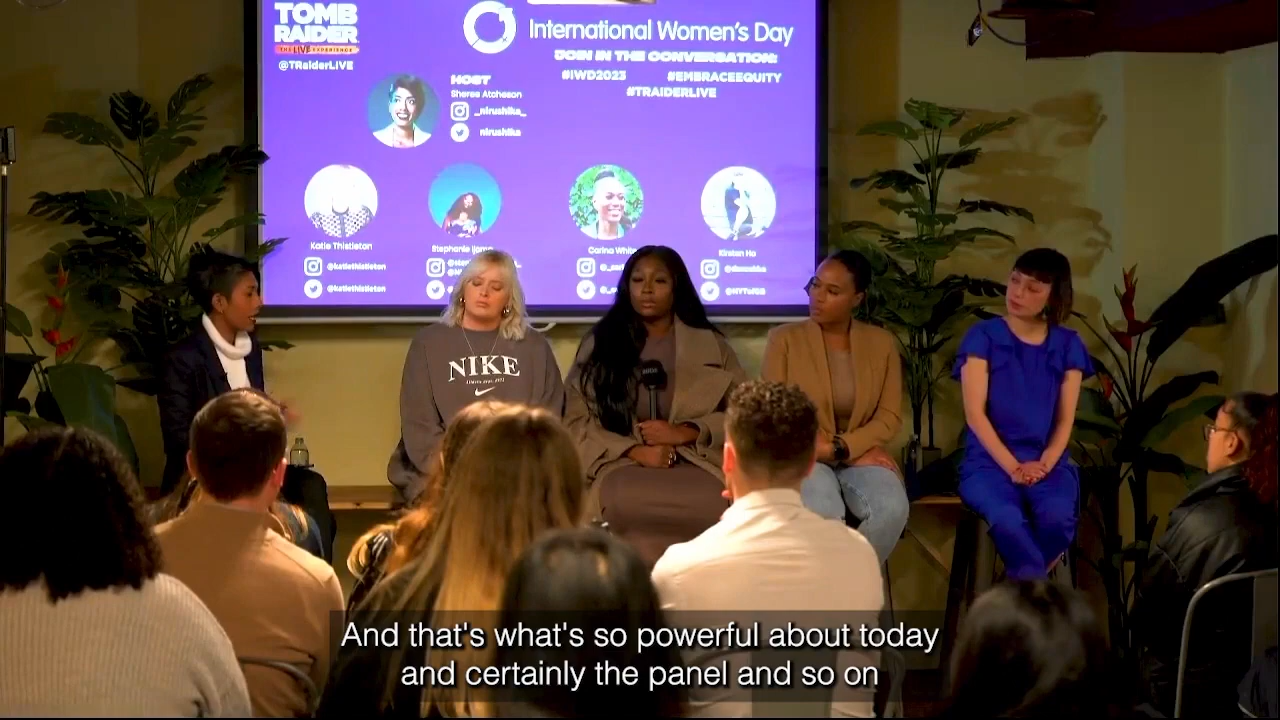 TOMB
RAIDER
THE LIVE EXPERIENCE
@TRaiderLIVE
International Women's Day
JOIN IN THE CONVERSATION:
#IWD2023 #EMBRACEEQUITY
#TRAIDERLIVE
HOST
Sharee Atcheson
_nirushika_
nirushika
Katie Thistleton
@katiethistleton
@katiethistleton
Stephanie
Carina White
Kirsten Ho
@NYTofUS
NIKE
And that's what's so powerful about today
and certainly the panel and so on